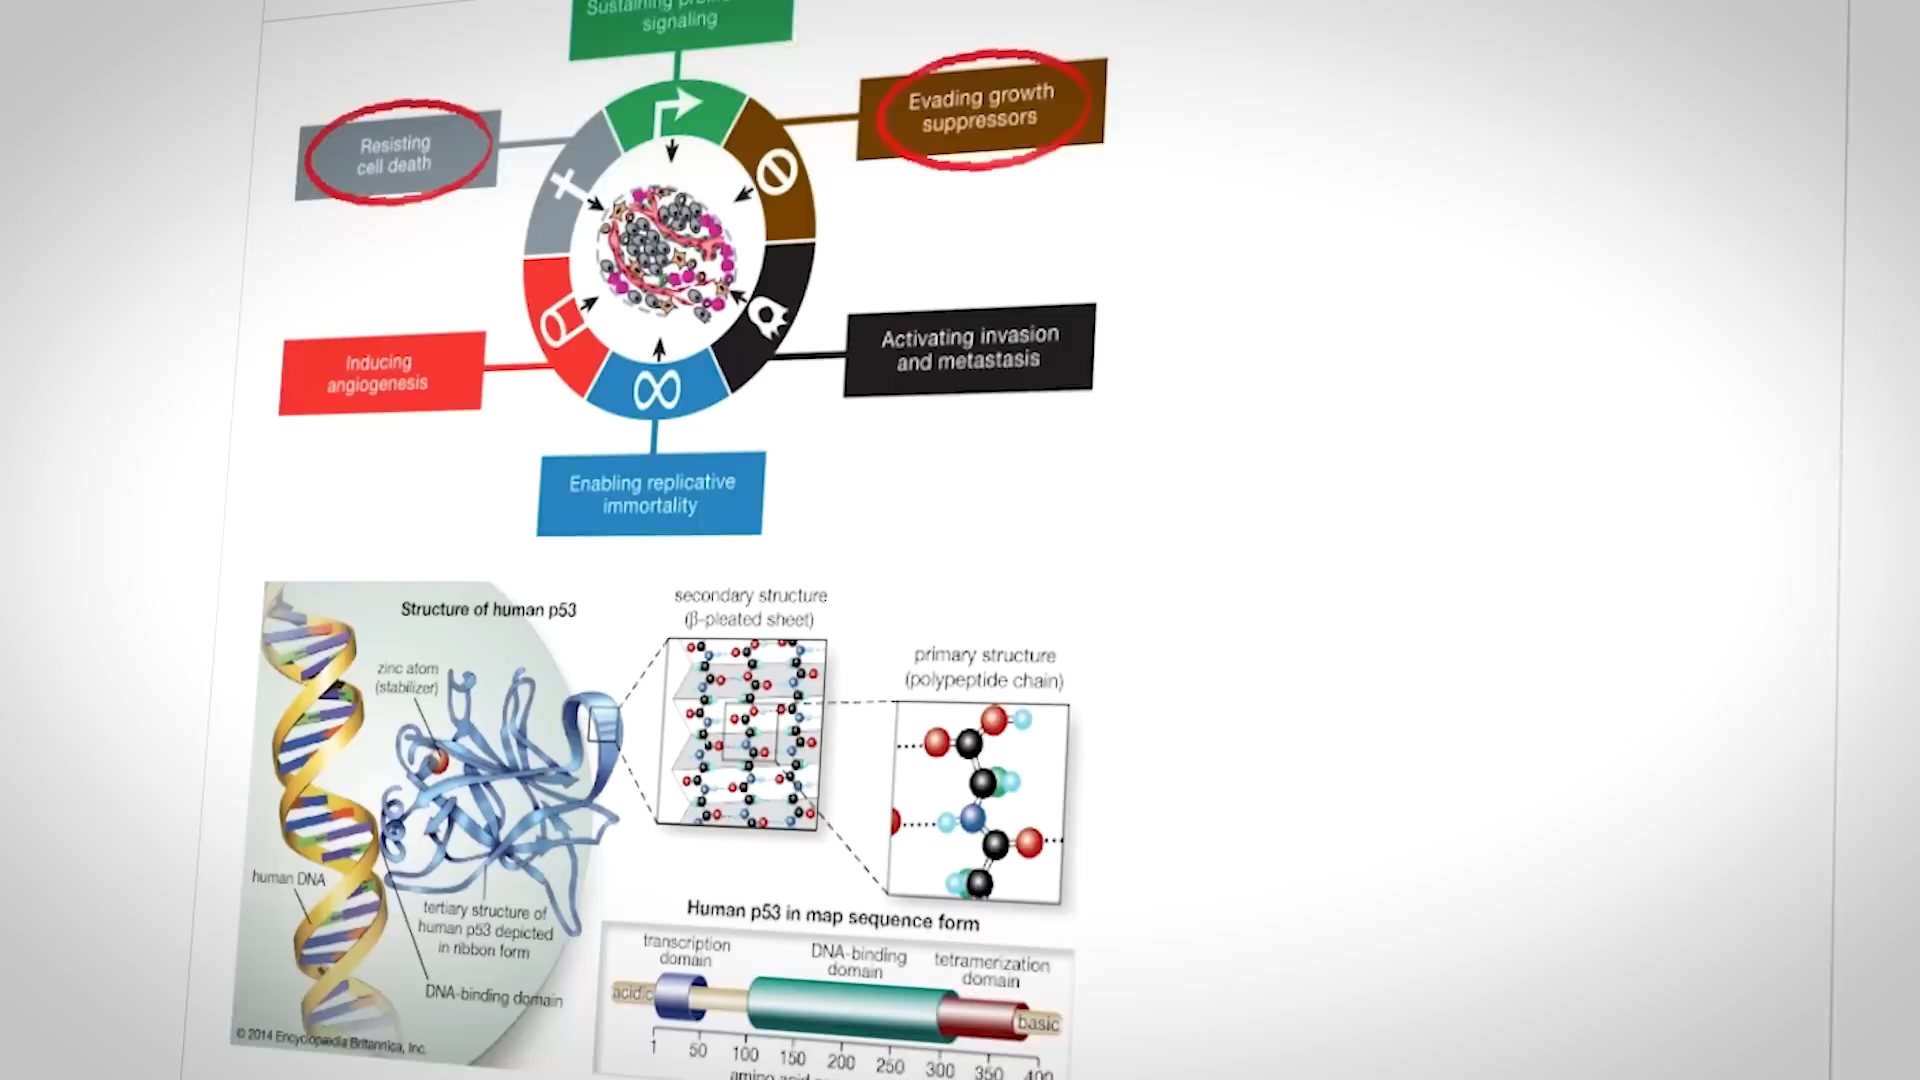 Sustaining
signaling
Evading growth
suppressors
Resisting
cell death
Activating invasion
and metastasis
Inducing
angiogenesis
Enabling replicative
immortality
Structure of human p53
secondary structure
(β-pleated sheet)
primary structure
(polypeptide chain)
zinc atom
(stabilizer)
human DNA
tertiary structure of
human p53 depicted
in ribbon form
DNA-binding domain
© 2014 Encyclopædia Britannica, Inc.
Human p53 in map sequence form
transcription
domain
DNA-binding
domain
tetramerization
domain
acidic
basic
1 50 100 150 200 250 300 350 400
amino acid